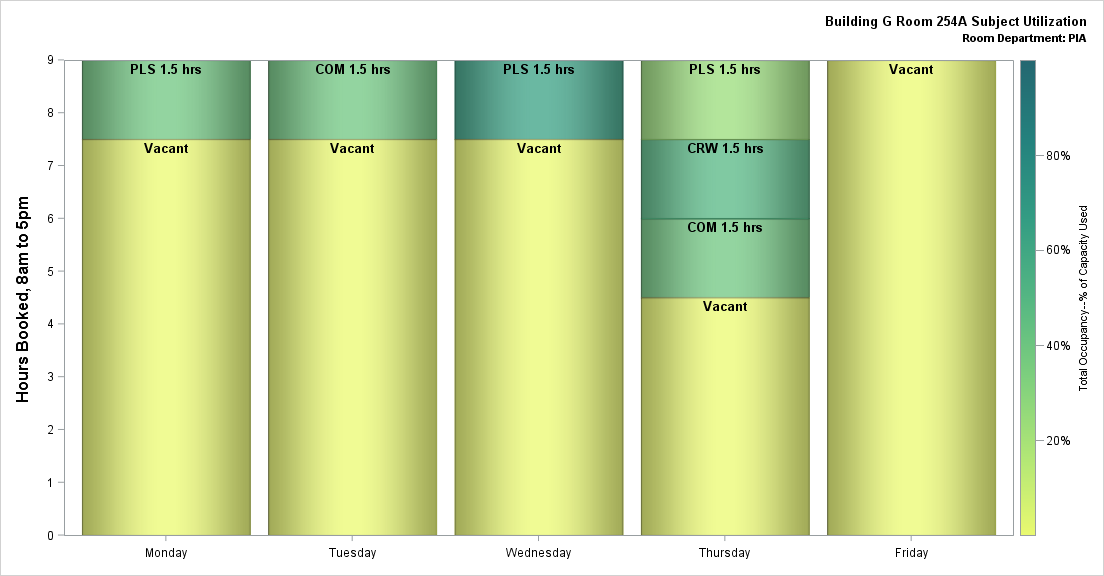 Building G Room 254A Subject Utilization
Room Department: PIA
Hours Booked, 8am to 5pm
9
8
7
6
5
4
3
2
1
0
PLS 1.5 hrs
Vacant
COM 1.5 hrs
Vacant
PLS 1.5 hrs
Vacant
PLS 1.5 hrs
CRW 1.5 hrs
COM 1.5 hrs
Vacant
Vacant
Monday
Tuesday
Wednesday
Thursday
Friday
80%
60%
40%
20%
Total Occupancy--% of Capacity Used